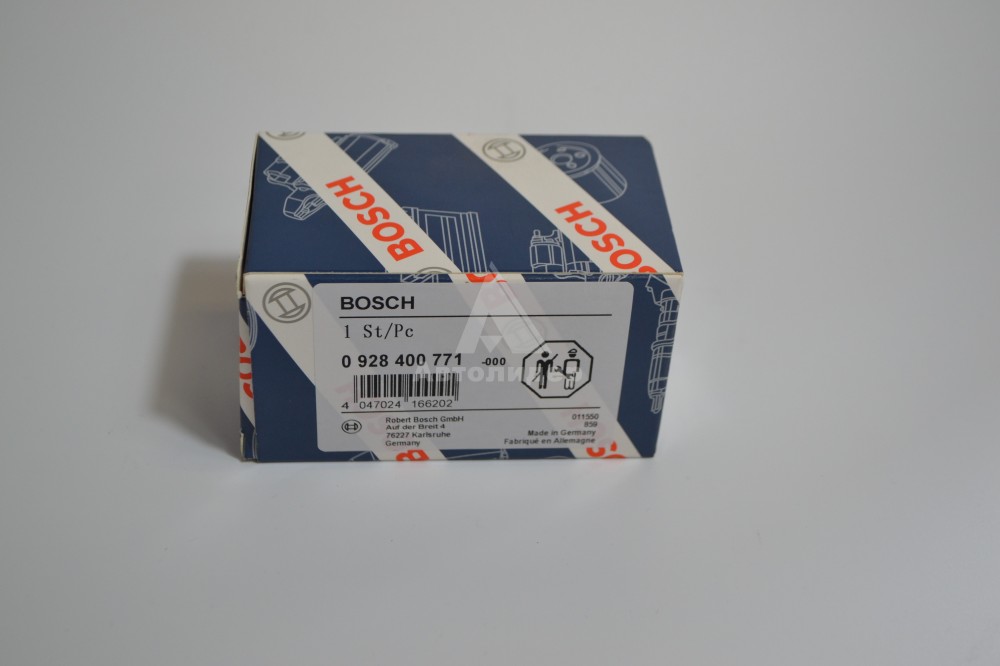 BOSCH
BOSCH
BOSCH
1 St/Pc
0 928 400 771 -000
Автолидер
4 047024 166202
Robert Bosch GmbH
Auf der Breit 4
76227 Karlsruhe
Germany
011550
859
Made in Germany
Fabriqué en Allemagne